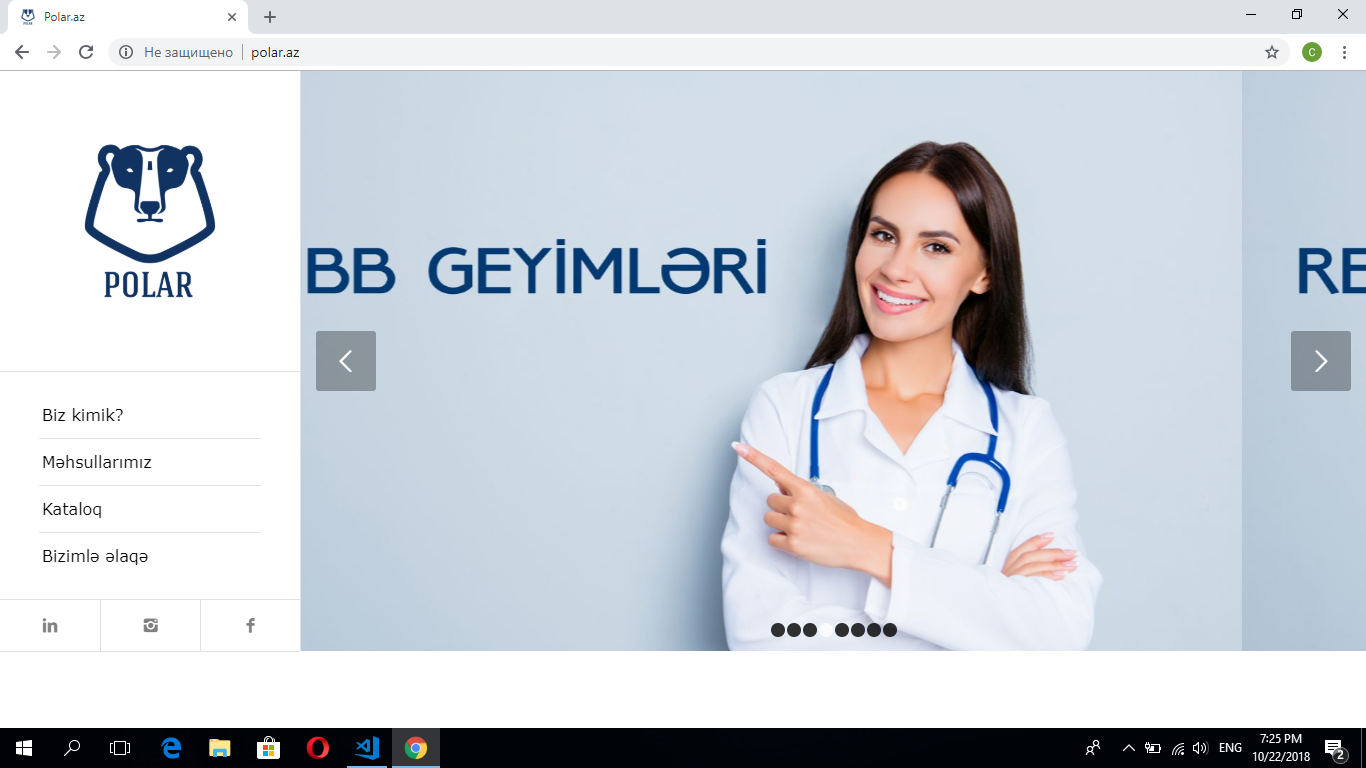 Polar.az
Не защищено
polar.az
POLAR
Biz kimik?
Məhsullarımız
Kataloq
Bizimlə əlaqə
BB GEYİMLƏRİ
RE
C
ENG
7:25 PM
10/22/2018
2